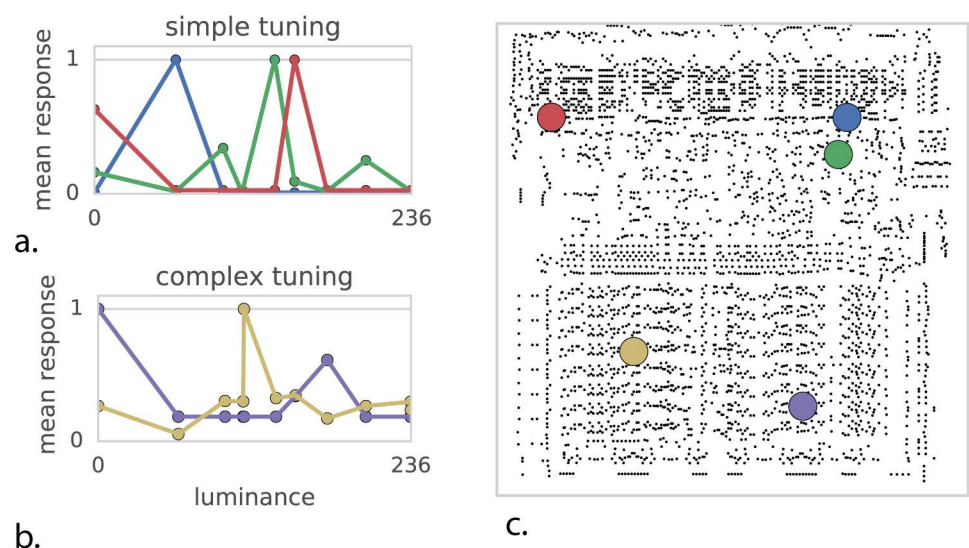 simple tuning
1
mean response
0
0
236
a.
complex tuning
1
mean response
0
0
236
luminance
b.
c.